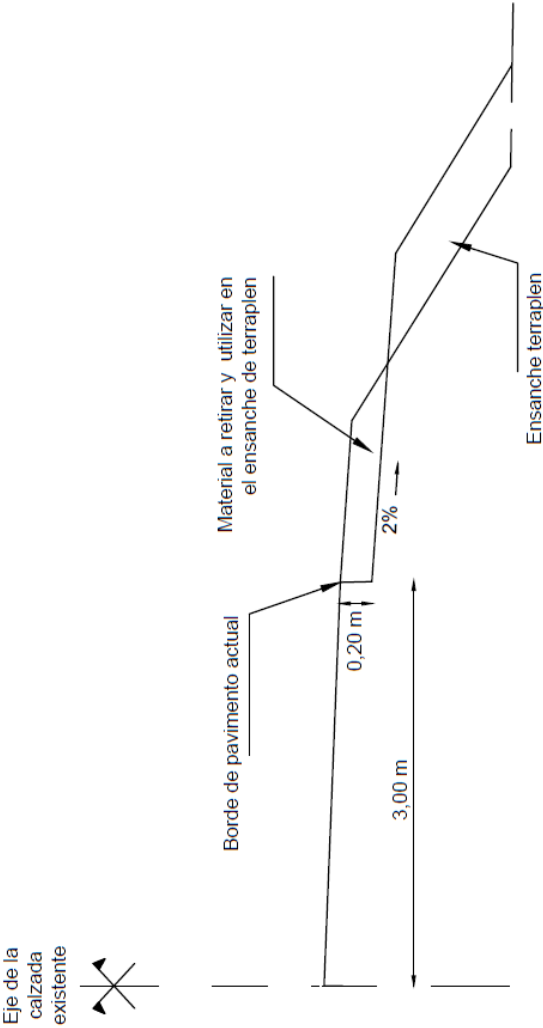 Eje de la
calzada
existente
Borde de pavimento actual
Material a retirar y utilizar en
el ensanche de terraplen
0,20 m
2%
3,00 m
Ensanche terraplen